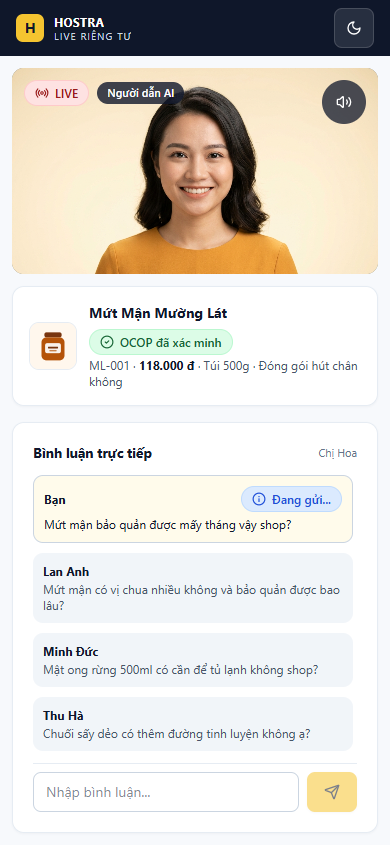 H
HOSTRA
LIVE RIÊNG TƯ
LIVE
Người dẫn AI
Mứt Mận Mường Lát
OCOP đã xác minh
ML-001 · 118.000 đ · Túi 500g · Đóng gói hút chân
không
Bình luận trực tiếp
Chị Hoa
Bạn
Đang gửi...
Mứt mận bảo quản được mấy tháng vậy shop?
Lan Anh
Mứt mận có vị chua nhiều không và bảo quản được bao
lâu?
Minh Đức
Mật ong rừng 500ml có cần để tủ lạnh không shop?
Thu Hà
Chuối sấy dẻo có thêm đường tinh luyện không ạ?
Nhập bình luận...